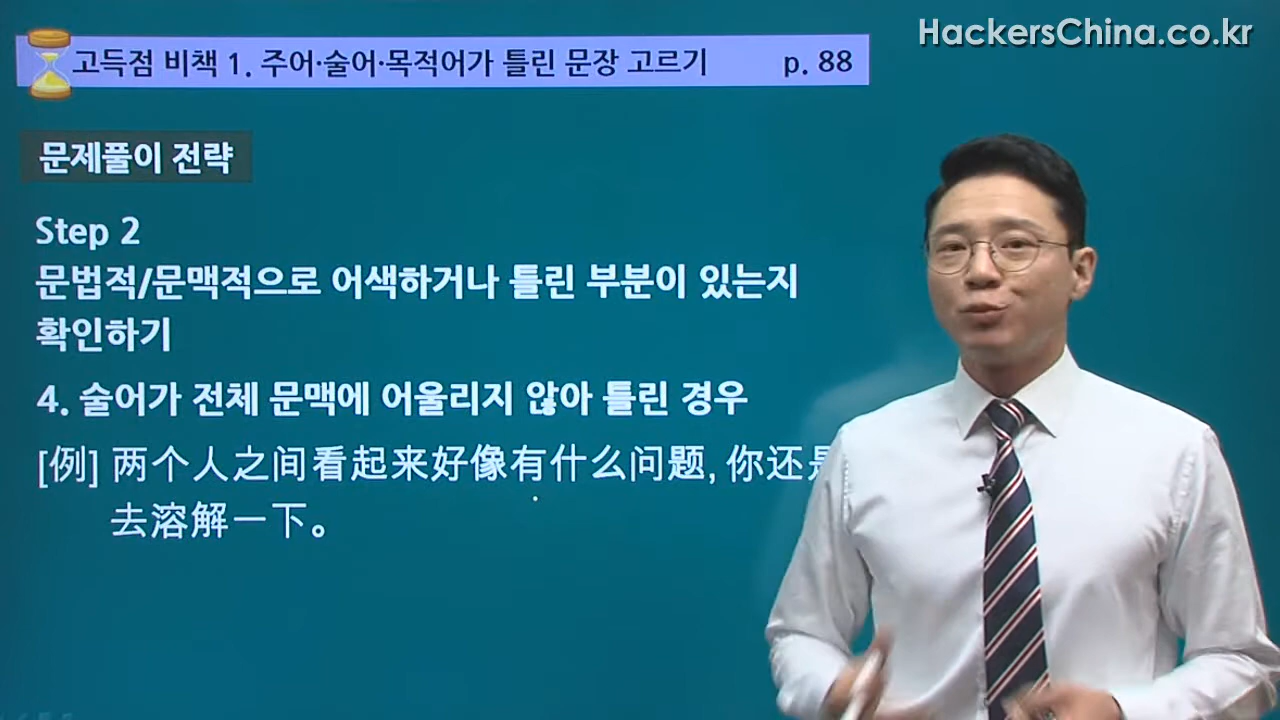 HackersChina.co.kr
고득점 비책 1. 주어·술어·목적어가 틀린 문장 고르기 p. 88
문제풀이 전략
Step 2
문법적/문맥적으로 어색하거나 틀린 부분이 있는지
확인하기
4. 술어가 전체 문맥에 어울리지 않아 틀린 경우
[例] 两个人之间看起来好像有什么问题, 你还
去溶解一下。